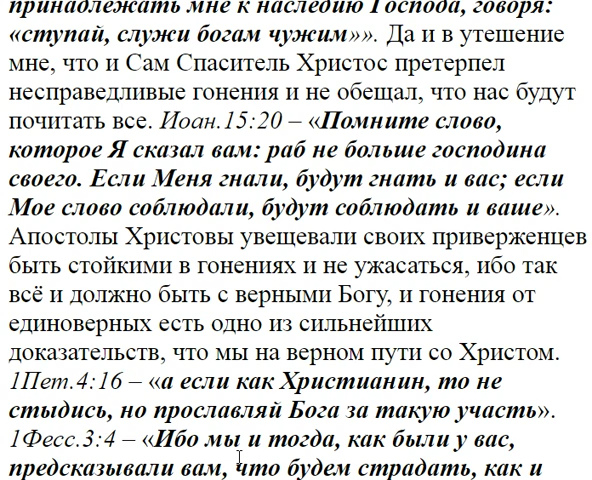 принадлежать мне к наследию Господа, говоря:
«ступай, служи богам чужим»». Да и в утешение
мне, что и Сам Спаситель Христос претерпел
несправедливые гонения и не обещал, что нас будут
почитать все. Иоан.15:20 – «Помните слово,
которое Я сказал вам: раб не больше господина
своего. Если Меня гнали, будут гнать и вас; если
Мое слово соблюдали, будут соблюдать и ваше».
Апостолы Христовы увещевали своих приверженцев
быть стойкими в гонениях и не ужасаться, ибо так
всё и должно быть с верными Богу, и гонения от
единоверных есть одно из сильнейших
доказательств, что мы на верном пути со Христом.
1Пет.4:16 – «а если как Христианин, то не
стыдись, но прославляй Бога за такую участь».
1Фесс.3:4 – «Ибо мы и тогда, как были у вас,
предсказывали вам, что будем страдать, как и